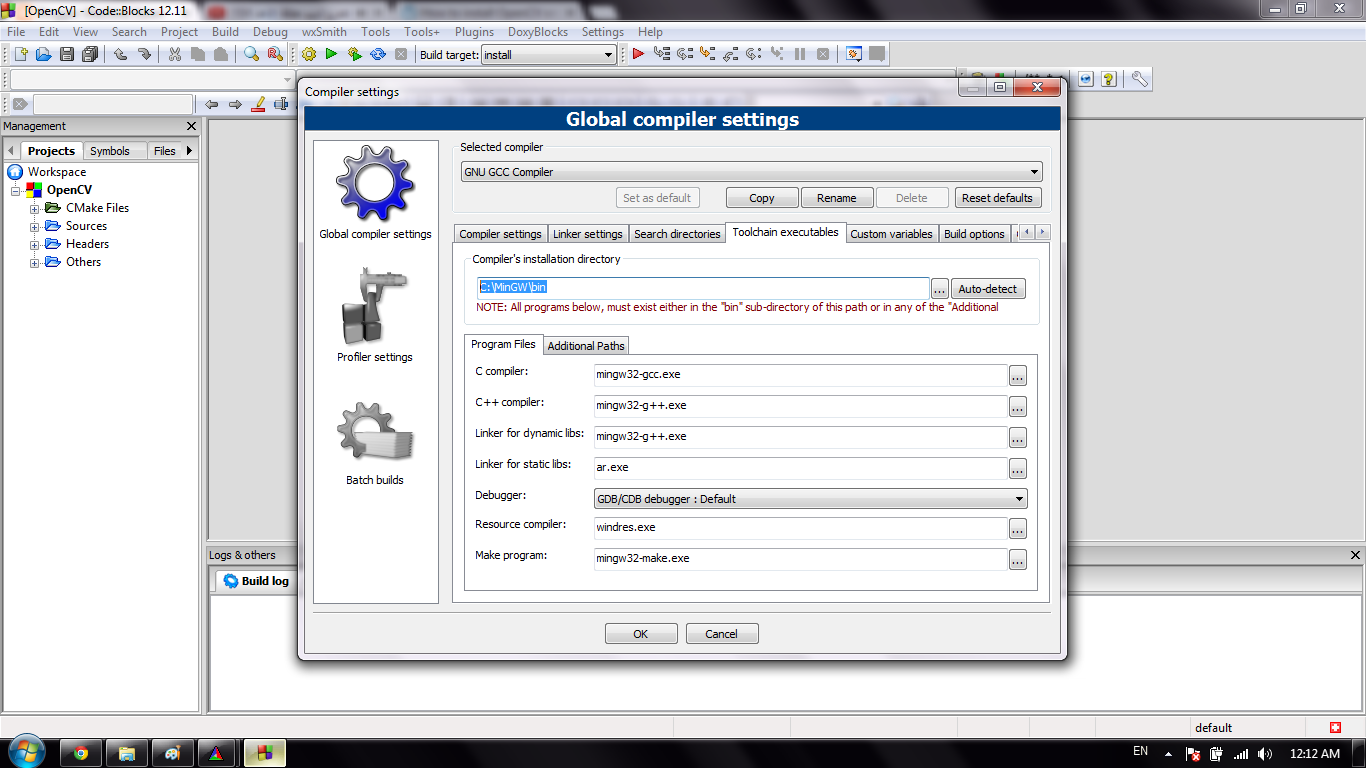 [OpenCV] - Code::Blocks 12.11
File Edit View Search Project Build Debug wxSmith Tools Tools+ Plugins DoxyBlocks Settings Help
Build target: install
Management
Projects Symbols Files
Workspace
OpenCV
CMake Files
Sources
Headers
Others
Compiler settings
Global compiler settings
Global compiler settings
Profiler settings
Batch builds
Selected compiler
GNU GCC Compiler
Set as default Copy Rename Delete Reset defaults
Compiler settings Linker settings Search directories Toolchain executables Custom variables Build options
Compiler's installation directory
C:\MinGW\bin ... Auto-detect
NOTE: All programs below, must exist either in the "bin" sub-directory of this path or in any of the "Additional
Program Files Additional Paths
C compiler: mingw32-gcc.exe ...
C++ compiler: mingw32-g++.exe ...
Linker for dynamic libs: mingw32-g++.exe ...
Linker for static libs: ar.exe ...
Debugger: GDB/CDB debugger : Default
Resource compiler: windres.exe ...
Make program: mingw32-make.exe ...
OK Cancel
Logs & others
Build log
default
EN 12:12 AM